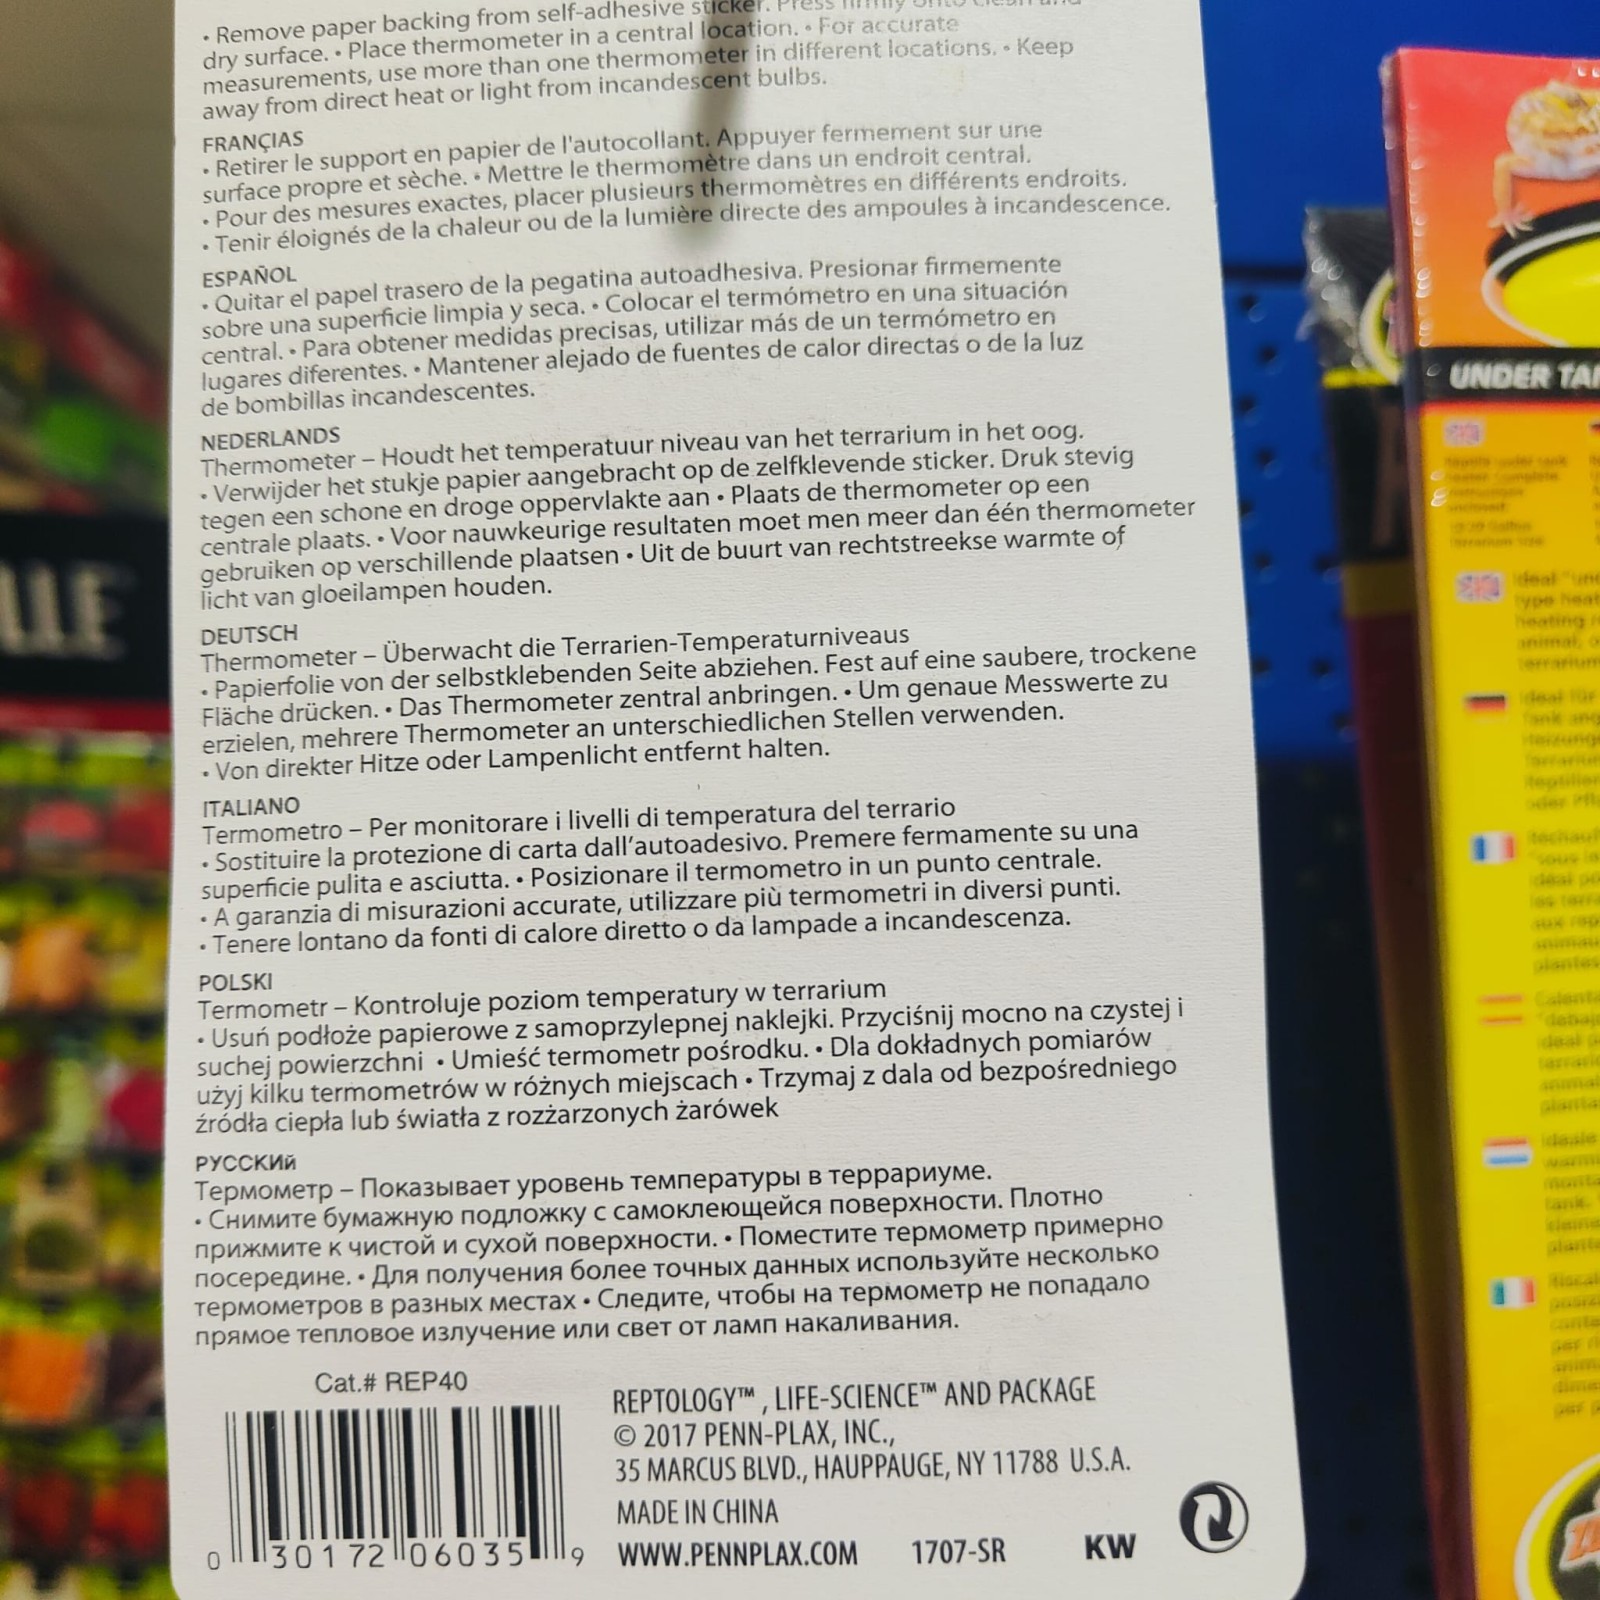 • Remove paper backing from self-adhesive sticker. Press firmly onto clean and
dry surface. • Place thermometer in a central location. • For accurate
measurements, use more than one thermometer in different locations. • Keep
away from direct heat or light from incandescent bulbs.
FRANÇIAS
• Retirer le support en papier de l'autocollant. Appuyer fermement sur une
surface propre et sèche. • Mettre le thermomètre dans un endroit central.
• Pour des mesures exactes, placer plusieurs thermomètres en différents endroits.
• Tenir éloignés de la chaleur ou de la lumière directe des ampoules à incandescence.
ESPAÑOL
• Quitar el papel trasero de la pegatina autoadhesiva. Presionar firmemente
sobre una superficie limpia y seca. • Colocar el termómetro en una situación
central. • Para obtener medidas precisas, utilizar más de un termómetro en
lugares diferentes. • Mantener alejado de fuentes de calor directas o de la luz
de bombillas incandescentes.
NEDERLANDS
Thermometer – Houdt het temperatuur niveau van het terrarium in het oog.
• Verwijder het stukje papier aangebracht op de zelfklevende sticker. Druk stevig
tegen een schone en droge oppervlakte aan • Plaats de thermometer op een
centrale plaats. • Voor nauwkeurige resultaten moet men meer dan één thermometer
gebruiken op verschillende plaatsen • Uit de buurt van rechtstreekse warmte of
licht van gloeilampen houden.
DEUTSCH
Thermometer – Überwacht die Terrarien-Temperaturniveaus
• Papierfolie von der selbstklebenden Seite abziehen. Fest auf eine saubere, trockene
Fläche drücken. • Das Thermometer zentral anbringen. • Um genaue Messwerte zu
erzielen, mehrere Thermometer an unterschiedlichen Stellen verwenden.
• Von direkter Hitze oder Lampenlicht entfernt halten.
ITALIANO
Termometro – Per monitorare i livelli di temperatura del terrario
• Sostituire la protezione di carta dall'autoadesivo. Premere fermamente su una
superficie pulita e asciutta. • Posizionare il termometro in un punto centrale.
• A garanzia di misurazioni accurate, utilizzare più termometri in diversi punti.
• Tenere lontano da fonti di calore diretto o da lampade a incandescenza.
POLSKI
Termometr – Kontroluje poziom temperatury w terrarium
• Usuń podłoże papierowe z samoprzylepnej naklejki. Przyciśnij mocno na czystej i
suchej powierzchni • Umieść termometr pośrodku. • Dla dokładnych pomiarów
użyj kilku termometrów w różnych miejscach • Trzymaj z dala od bezpośredniego
źródła ciepła lub światła z rozżarzonych żarówek
РУССКИй
Термометр – Показывает уровень температуры в террариуме.
• Снимите бумажную подложку с самоклеющейся поверхности. Плотно
прижмите к чистой и сухой поверхности. • Поместите термометр примерно
посередине. • Для получения более точных данных используйте несколько
термометров в разных местах • Следите, чтобы на термометр не попадало
прямое тепловое излучение или свет от ламп накаливания.
Cat.# REP40
0 30172 06035 9
REPTOLOGY™ , LIFE-SCIENCE™ AND PACKAGE
© 2017 PENN-PLAX, INC.,
35 MARCUS BLVD., HAUPPAUGE, NY 11788 U.S.A.
MADE IN CHINA
WWW.PENNPLAX.COM 1707-SR KW
UNDER